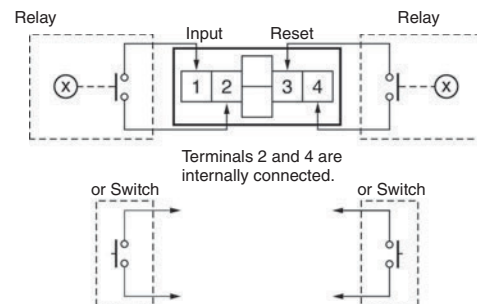 Relay
Relay
Input
Reset
X
1 2 3 4
X
Terminals 2 and 4 are
internally connected.
or Switch
or Switch